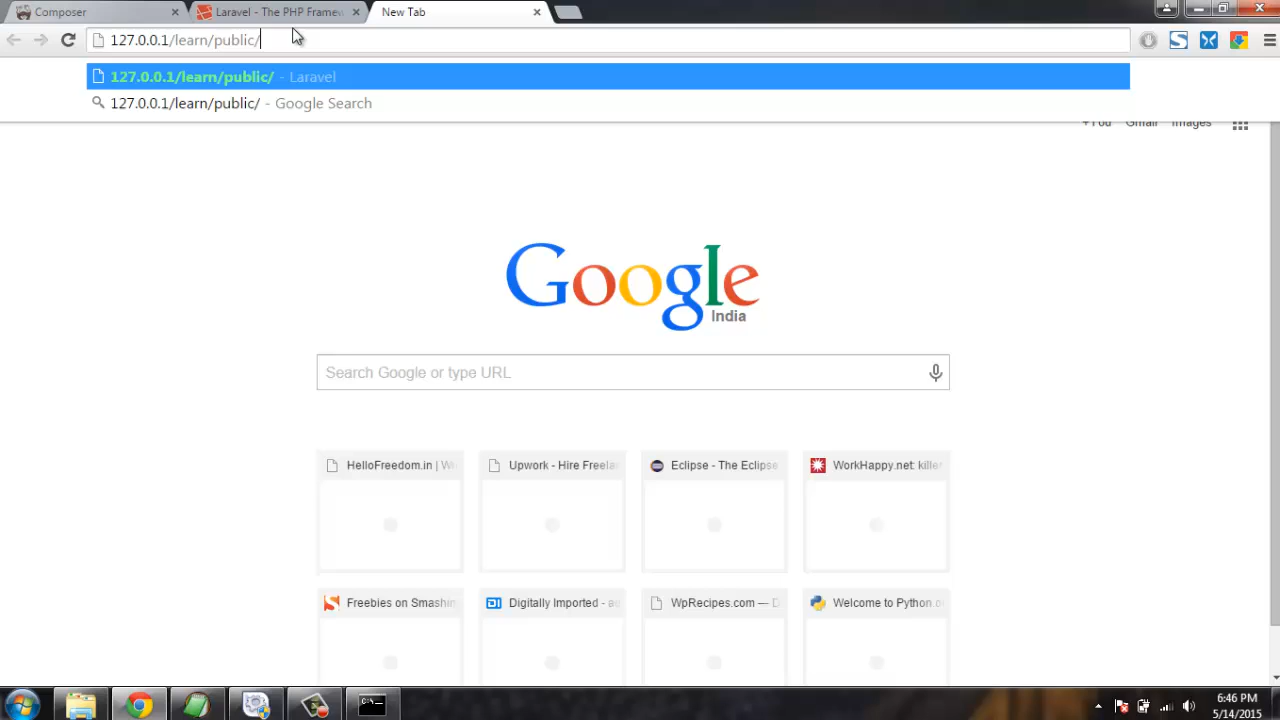 Composer
Laravel - The PHP Framew
New Tab
127.0.0.1/learn/public/
127.0.0.1/learn/public/ - Laravel
127.0.0.1/learn/public/ - Google Search
+You Gmail Images
Google
India
Search Google or type URL
HelloFreedom.in | W
Upwork - Hire Freela
Eclipse - The Eclipse
WorkHappy.net: killer
Freebies on Smashin
Digitally Imported - a
WpRecipes.com —
Welcome to Python.o
6:46 PM
5/14/2015